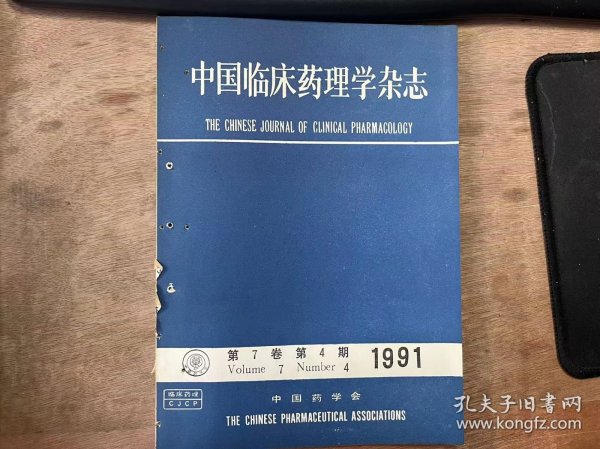 中国临床药理学杂志
THE CHINESE JOURNAL OF CLINICAL PHARMACOLOGY
第 7 卷 第 4 期 1991
Volume 7 Number 4
临床药理
CJCP
中国药学会
THE CHINESE PHARMACEUTICAL ASSOCIATIONS
孔夫子旧书网
www.kongfz.com